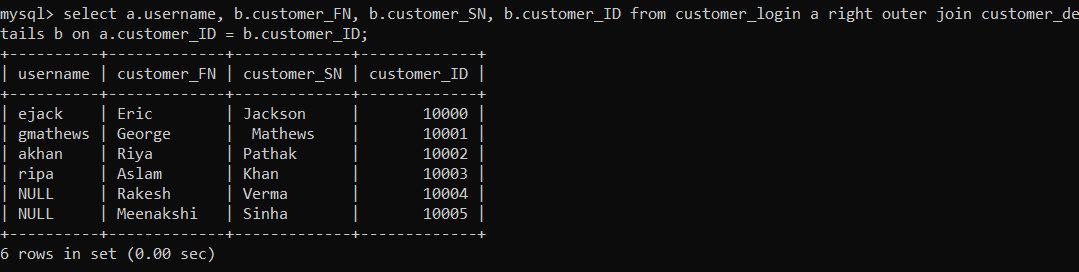 mysql> select a.username, b.customer_FN, b.customer_SN, b.customer_ID from customer_login a right outer join customer_de
tails b on a.customer_ID = b.customer_ID;
+----------+-------------+-------------+-------------+
| username | customer_FN | customer_SN | customer_ID |
+----------+-------------+-------------+-------------+
| ejack    | Eric        | Jackson     |       10000 |
| gmathews | George      |  Mathews    |       10001 |
| akhan    | Riya        | Pathak      |       10002 |
| ripa     | Aslam       | Khan        |       10003 |
| NULL     | Rakesh      | Verma       |       10004 |
| NULL     | Meenakshi   | Sinha       |       10005 |
+----------+-------------+-------------+-------------+
6 rows in set (0.00 sec)